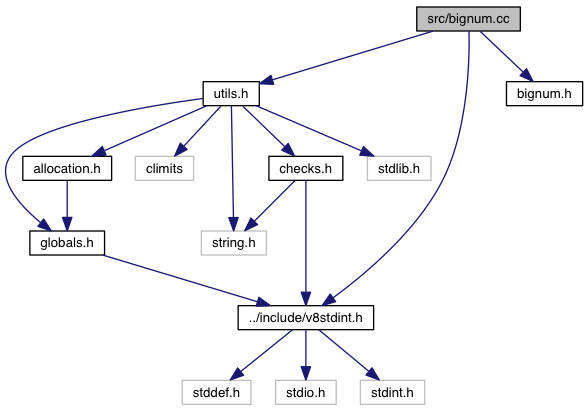 src/bignum.cc
utils.h
bignum.h
allocation.h
climits
checks.h
stdlib.h
globals.h
string.h
../include/v8stdint.h
stddef.h
stdio.h
stdint.h